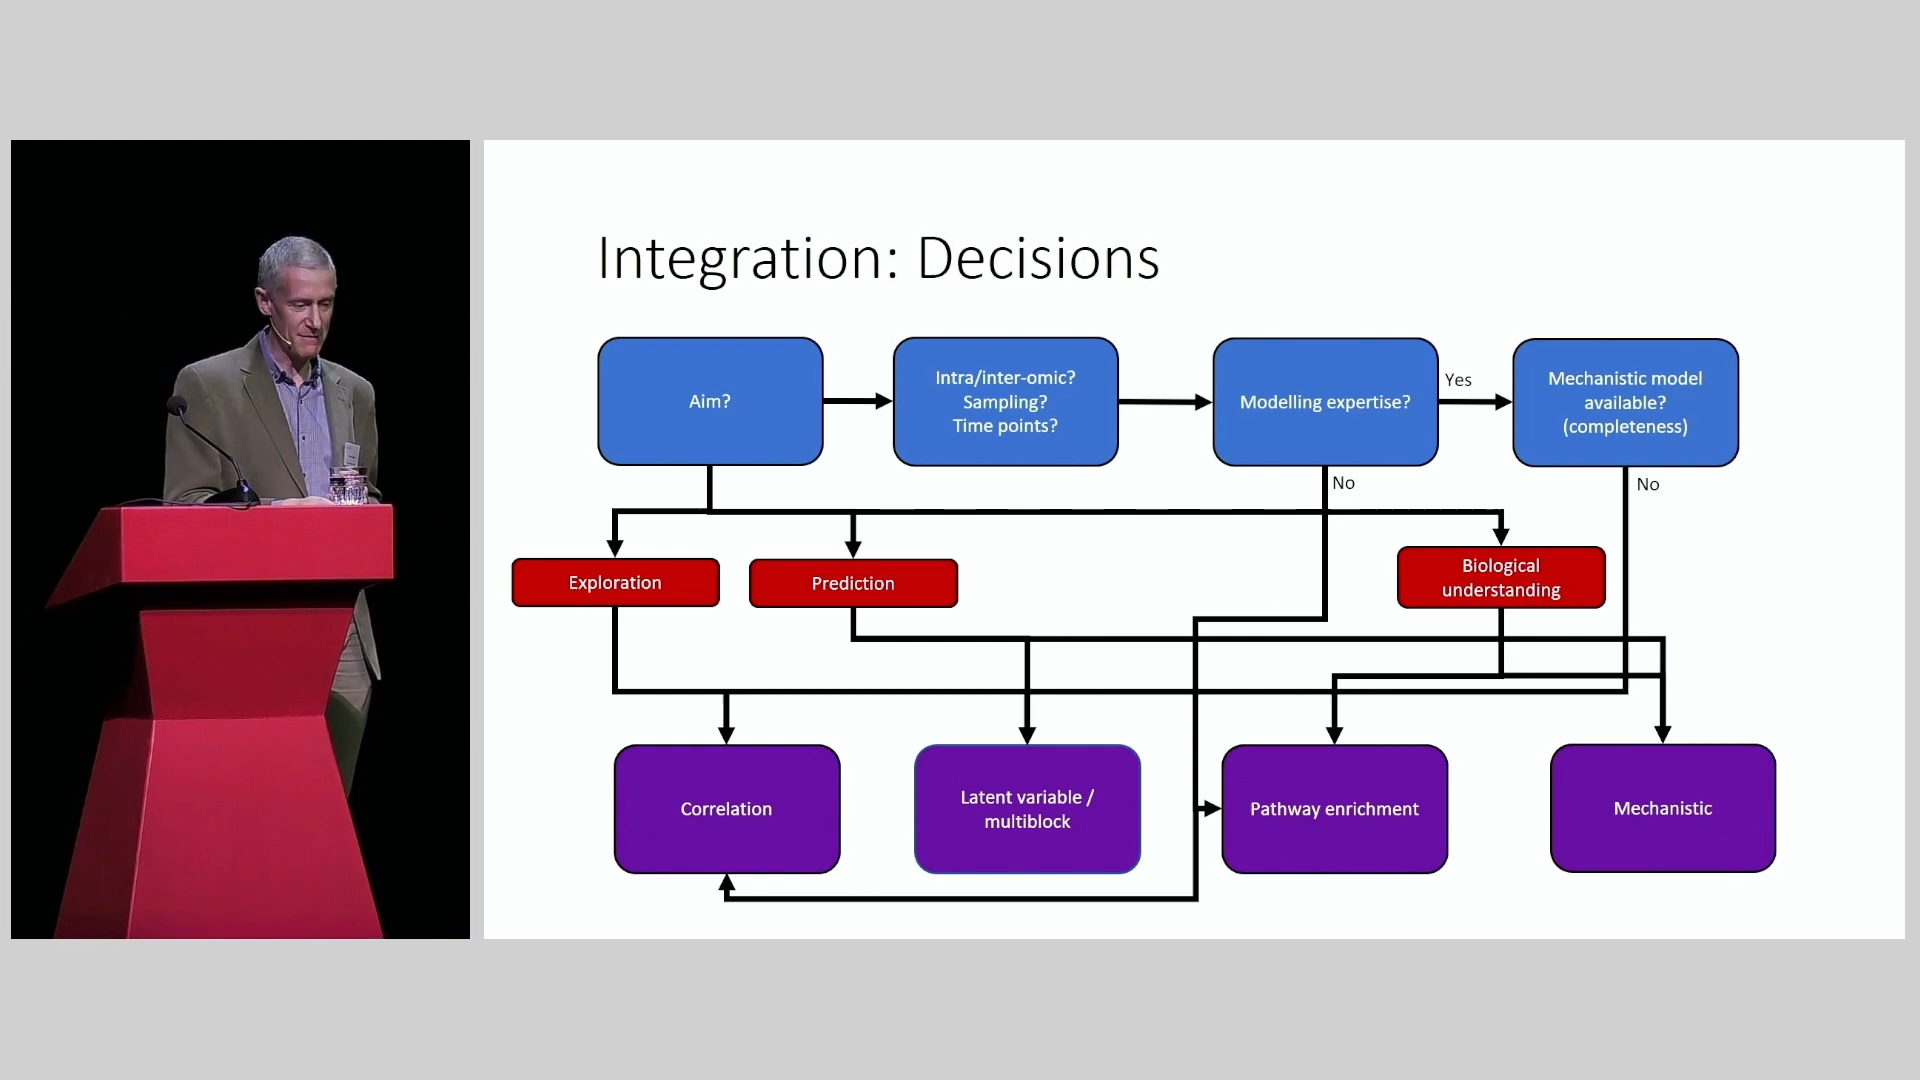 Integration: Decisions
Aim?
Intra/inter-omic?
Sampling?
Time points?
Modelling expertise?
Yes
Mechanistic model
available?
(completeness)
No
No
Exploration
Prediction
Biological
understanding
Correlation
Latent variable /
multiblock
Pathway enrichment
Mechanistic